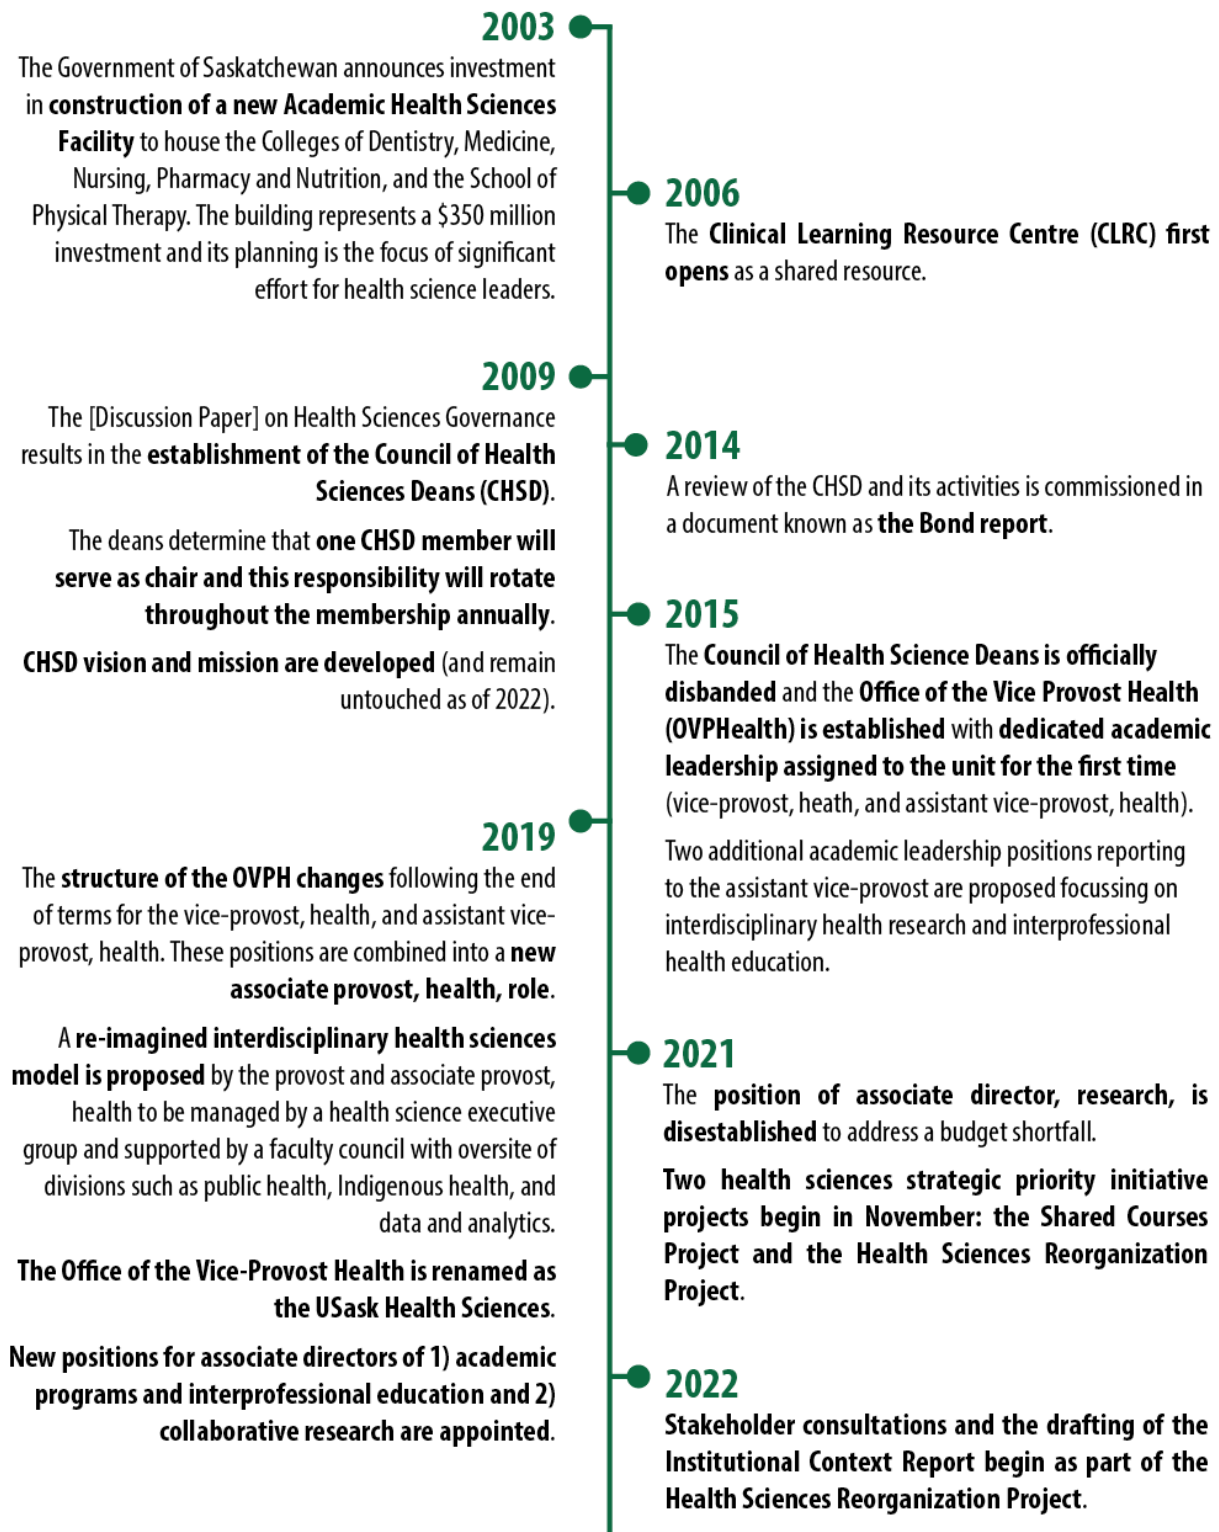 2003
The Government of Saskatchewan announces investment
in construction of a new Academic Health Sciences
Facility to house the Colleges of Dentistry, Medicine,
Nursing, Pharmacy and Nutrition, and the School of
Physical Therapy. The building represents a $350 million
investment and its planning is the focus of significant
effort for health science leaders.
2006
The Clinical Learning Resource Centre (CLRC) first
opens as a shared resource.
2009
The [Discussion Paper] on Health Sciences Governance
results in the establishment of the Council of Health
Sciences Deans (CHSD).
The deans determine that one CHSD member will
serve as chair and this responsibility will rotate
throughout the membership annually.
CHSD vision and mission are developed (and remain
untouched as of 2022).
2014
A review of the CHSD and its activities is commissioned in
a document known as the Bond report.
2015
The Council of Health Science Deans is officially
disbanded and the Office of the Vice Provost Health
(OVPHealth) is established with dedicated academic
leadership assigned to the unit for the first time
(vice-provost, heath, and assistant vice-provost, health).
Two additional academic leadership positions reporting
to the assistant vice-provost are proposed focussing on
interdisciplinary health research and interprofessional
health education.
2019
The structure of the OVPH changes following the end
of terms for the vice-provost, health, and assistant vice-
provost, health. These positions are combined into a new
associate provost, health, role.
A re-imagined interdisciplinary health sciences
model is proposed by the provost and associate provost,
health to be managed by a health science executive
group and supported by a faculty council with oversite of
divisions such as public health, Indigenous health, and
data and analytics.
The Office of the Vice-Provost Health is renamed as
the USask Health Sciences.
New positions for associate directors of 1) academic
programs and interprofessional education and 2)
collaborative research are appointed.
2021
The position of associate director, research, is
disestablished to address a budget shortfall.
Two health sciences strategic priority initiative
projects begin in November: the Shared Courses
Project and the Health Sciences Reorganization
Project.
2022
Stakeholder consultations and the drafting of the
Institutional Context Report begin as part of the
Health Sciences Reorganization Project.